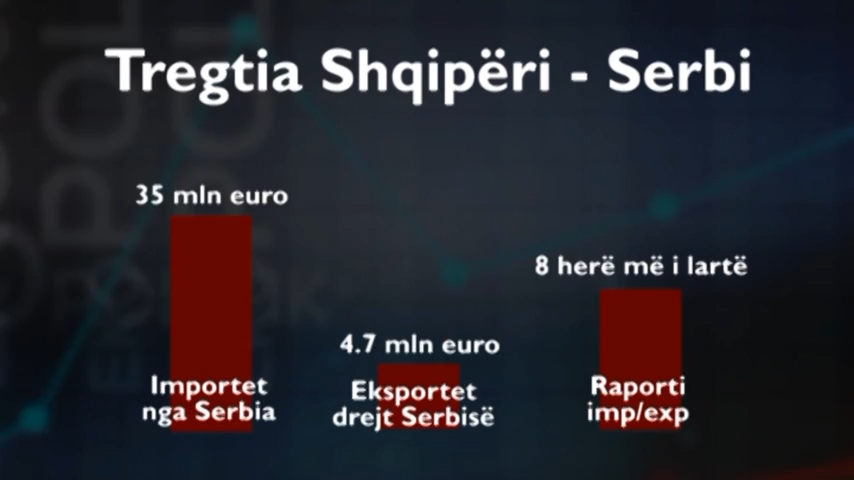 Tregtia Shqipëri - Serbi
35 mln euro
Importet
nga Serbia
4.7 mln euro
Eksportet
drejt Serbisë
8 herë më i lartë
Raporti
imp/exp